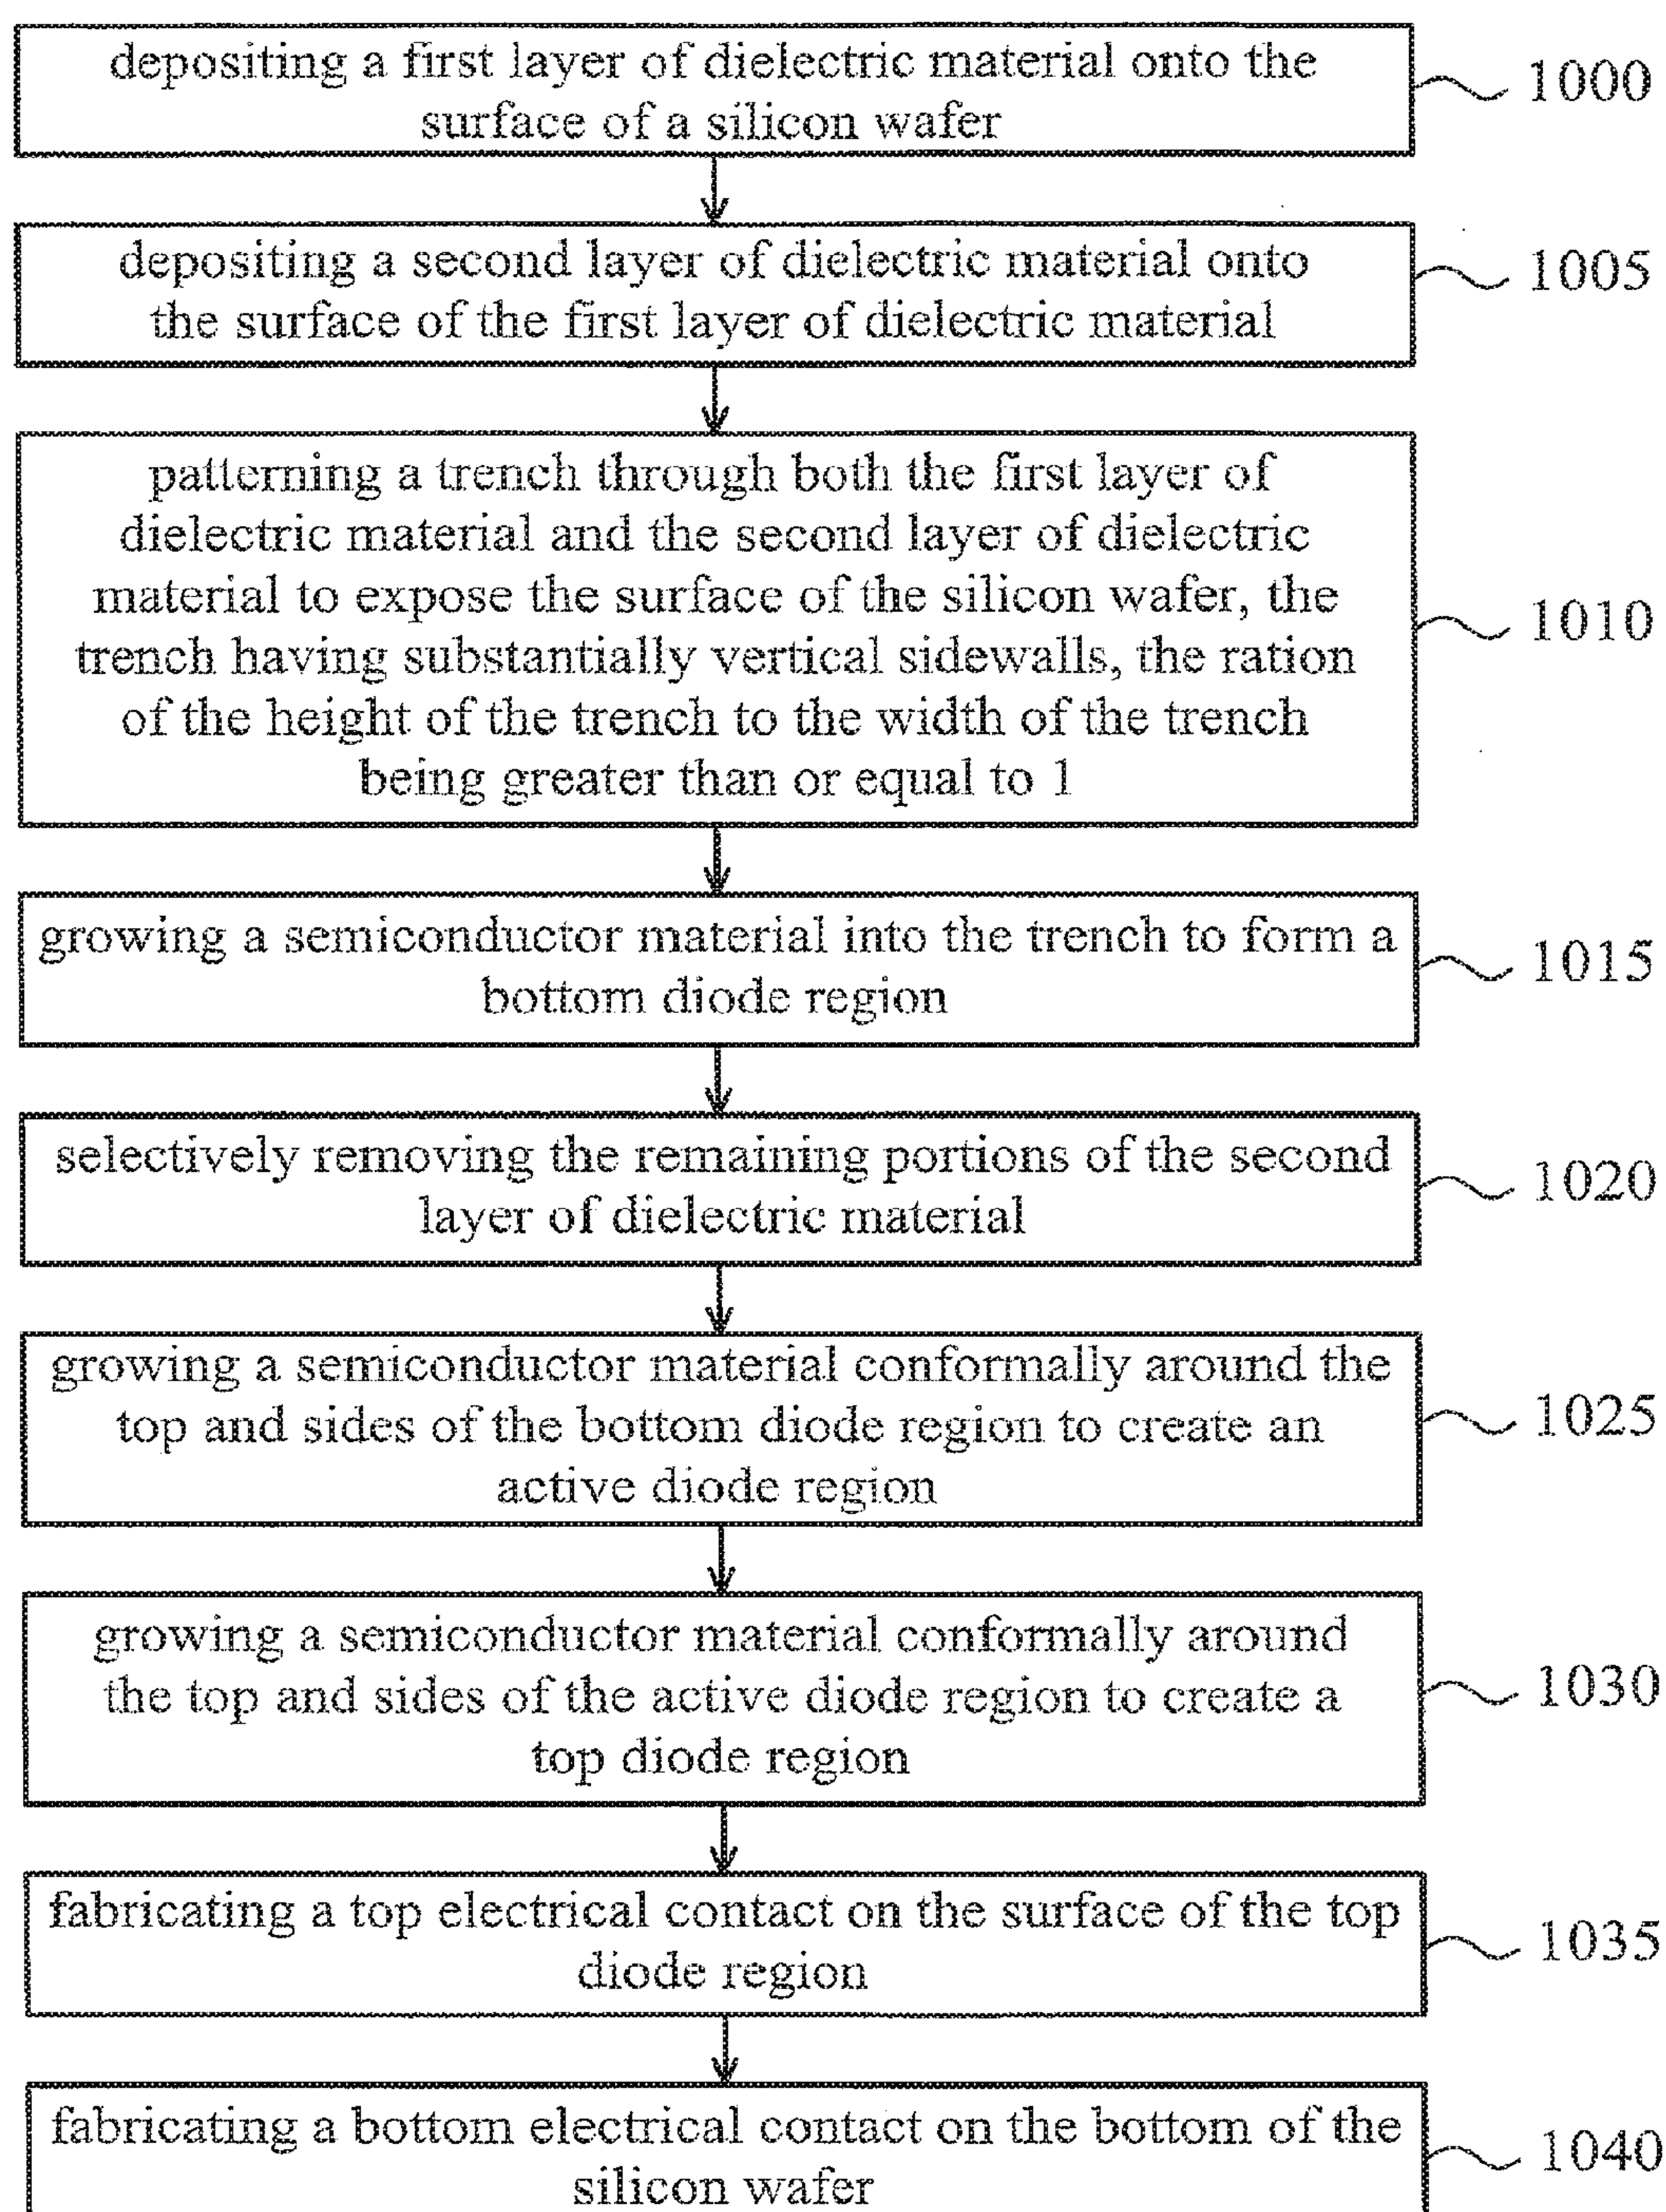 depositing a first layer of dielectric material onto the
surface of a silicon wafer
1000
depositing a second layer of dielectric material onto
the surface of the first layer of dielectric material
1005
patterning a trench through both the first layer of
dielectric material and the second layer of dielectric
material to expose the surface of the silicon wafer, the
trench having substantially vertical sidewalls, the ration
of the height of the trench to the width of the trench
being greater than or equal to 1
1010
growing a semiconductor material into the trench to form a
bottom diode region
1015
selectively removing the remaining portions of the second
layer of dielectric material
1020
growing a semiconductor material conformally around the
top and sides of the bottom diode region to create an
active diode region
1025
growing a semiconductor material conformally around
the top and sides of the active diode region to create a
top diode region
1030
fabricating a top electrical contact on the surface of the top
diode region
1035
fabricating a bottom electrical contact on the bottom of the
silicon wafer
1040